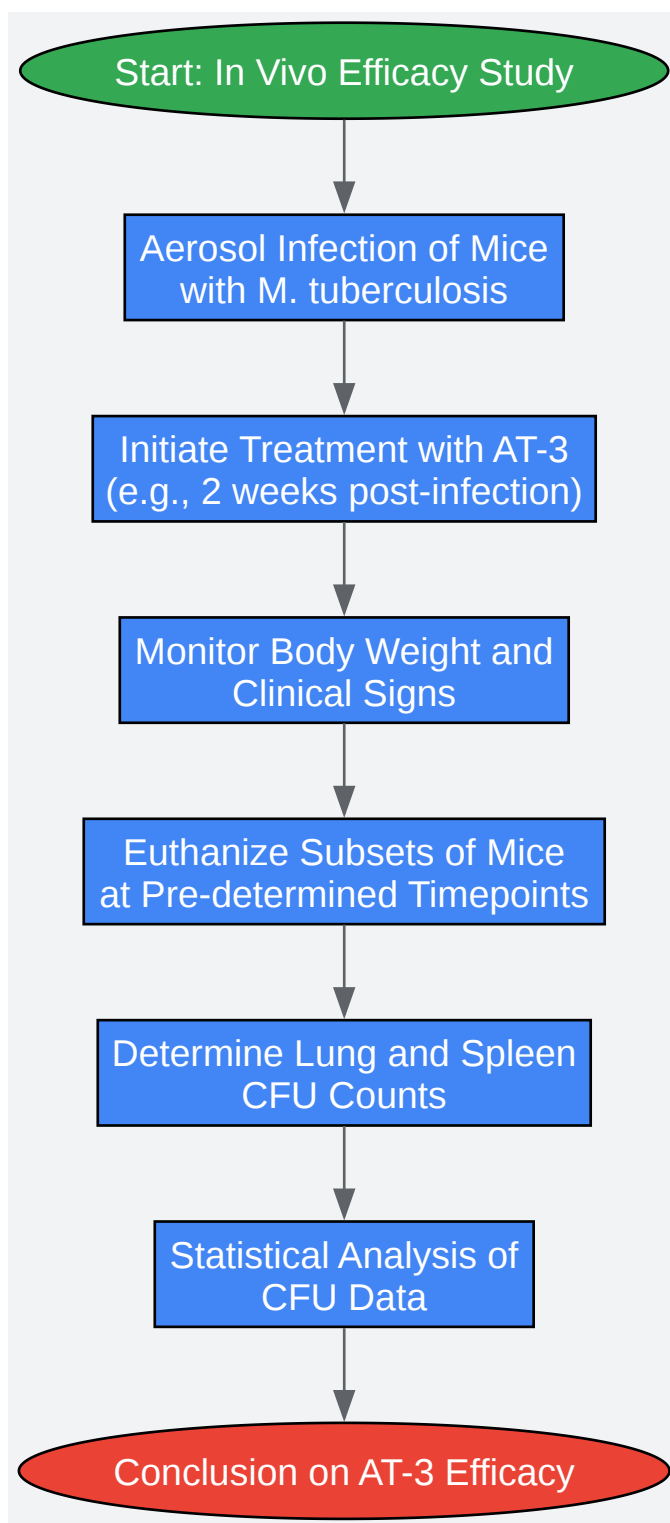 Start: In Vivo Efficacy Study
Aerosol Infection of Mice
with M. tuberculosis
Initiate Treatment with AT-3
(e.g., 2 weeks post-infection)
Monitor Body Weight and
Clinical Signs
Euthanize Subsets of Mice
at Pre-determined Timepoints
Determine Lung and Spleen
CFU Counts
Statistical Analysis of
CFU Data
Conclusion on AT-3 Efficacy